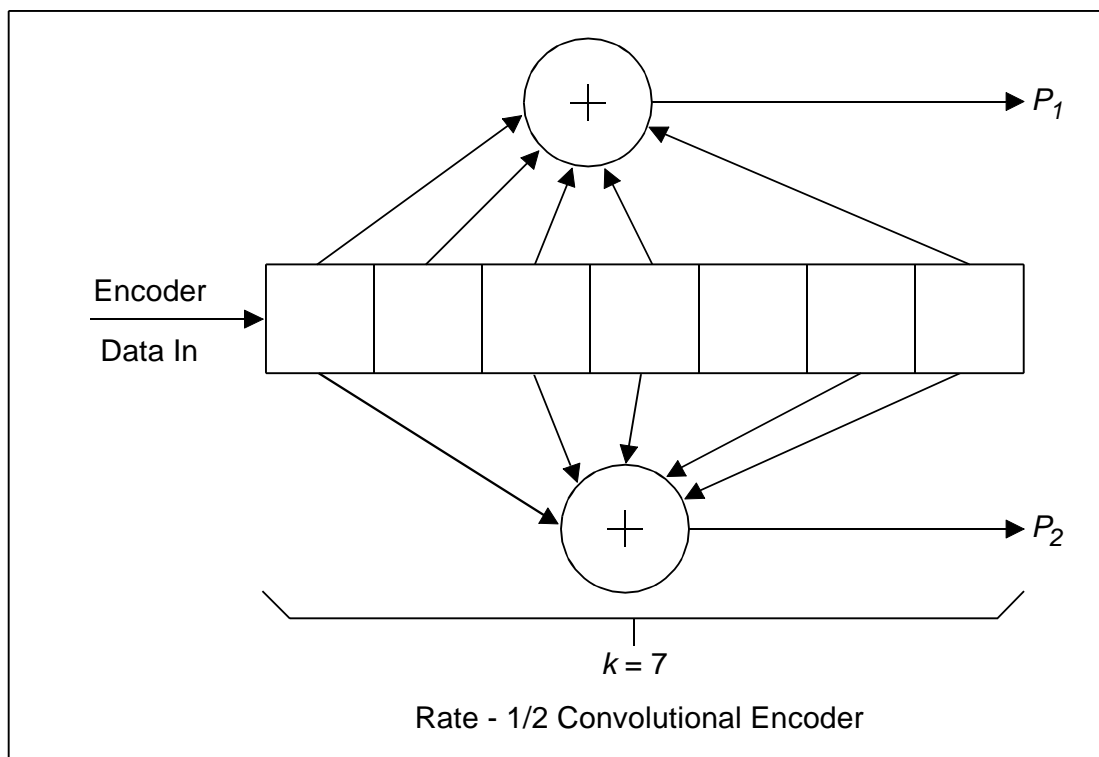 P1
Encoder
Data In
P2
k = 7
Rate - 1/2 Convolutional Encoder